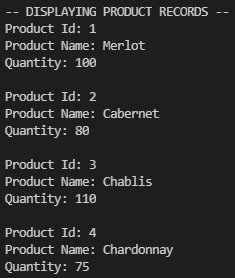 -- DISPLAYING PRODUCT RECORDS --
Product Id: 1
Product Name: Merlot
Quantity: 100
Product Id: 2
Product Name: Cabernet
Quantity: 80
Product Id: 3
Product Name: Chablis
Quantity: 110
Product Id: 4
Product Name: Chardonnay
Quantity: 75